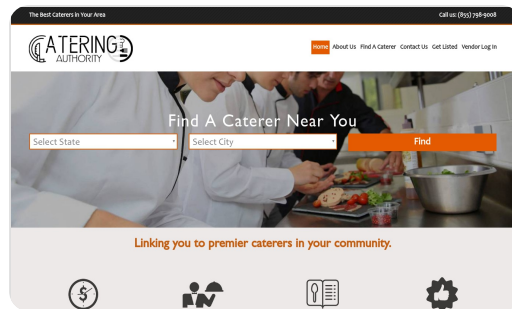 The Best Caterers in Your Area
Call us: (855) 798-9008
CATERING
AUTHORITY
Home About Us Find A Caterer Contact Us Get Listed Vendor Log In
Find A Caterer Near You
Select State
Select City
Find
Linking you to premier caterers in your community.